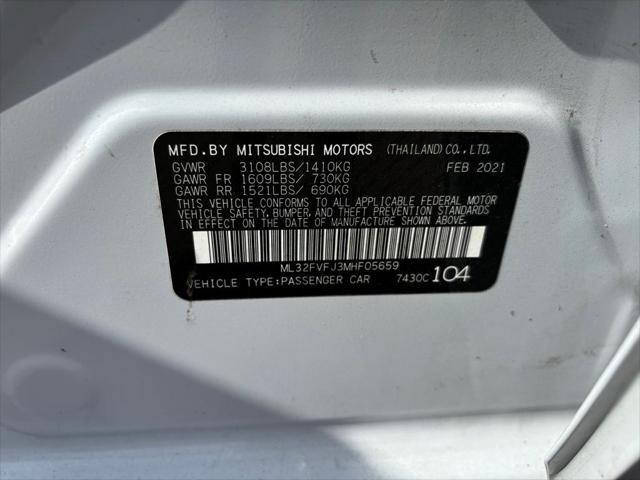 MFD.BY MITSUBISHI MOTORS (THAILAND) CO.,LTD.
GVWR 3108LBS/1410KG FEB 2021
GAWR FR 1609LBS/ 730KG
GAWR RR 1521LBS/ 690KG
THIS VEHICLE CONFORMS TO ALL APPLICABLE FEDERAL MOTOR
VEHICLE SAFETY, BUMPER, AND THEFT PREVENTION STANDARDS
IN EFFECT ON THE DATE OF MANUFACTURE SHOWN ABOVE.
ML32FVFJ3MHF05659
VEHICLE TYPE:PASSENGER CAR 7430C 104